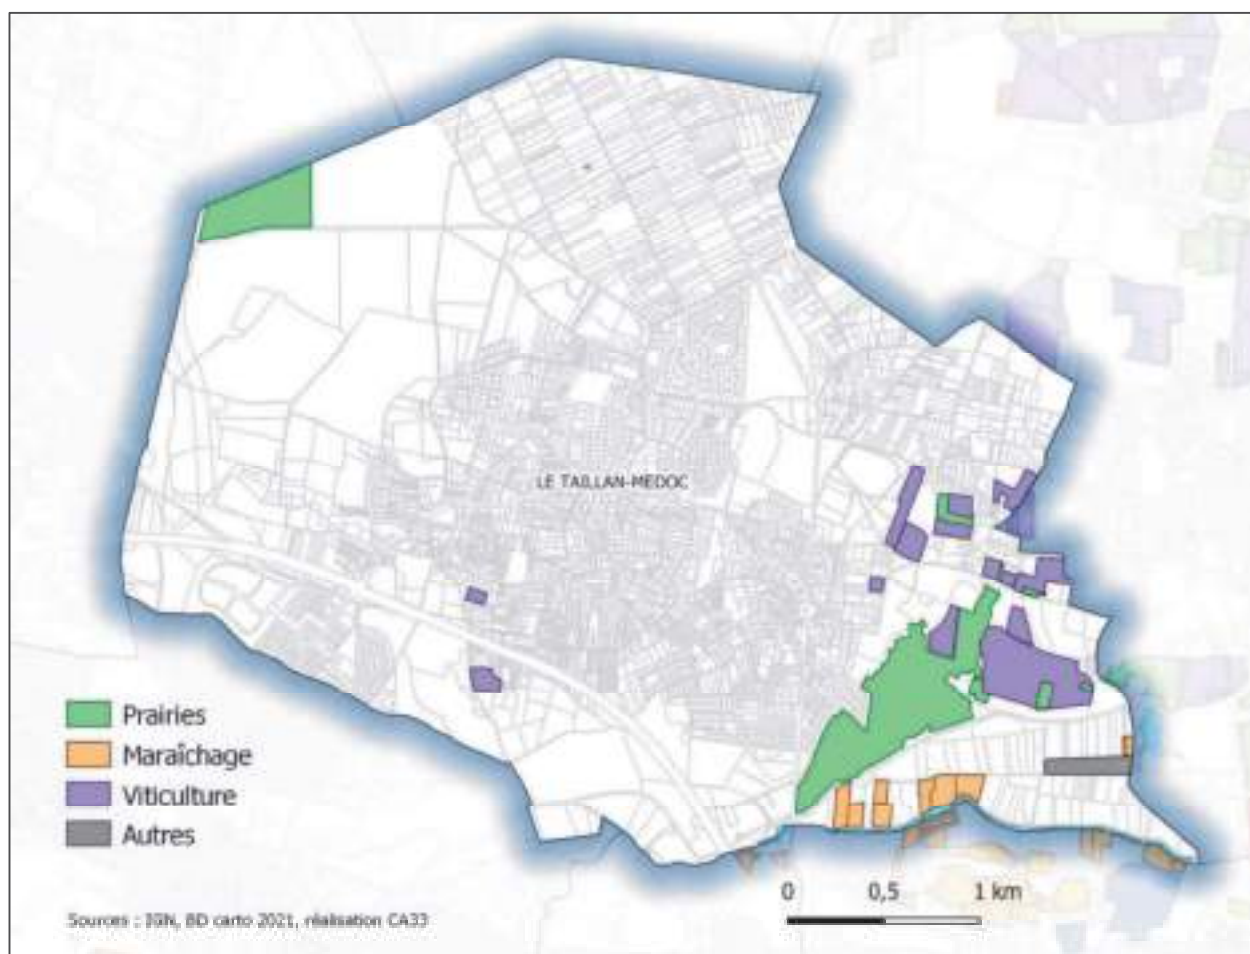 LE TAILLAN-MEDOC
Prairies
Maraîchage
Viticulture
Autres
0 0,5 1 km
Sources : IGN, BD carto 2021, réalisation CA33